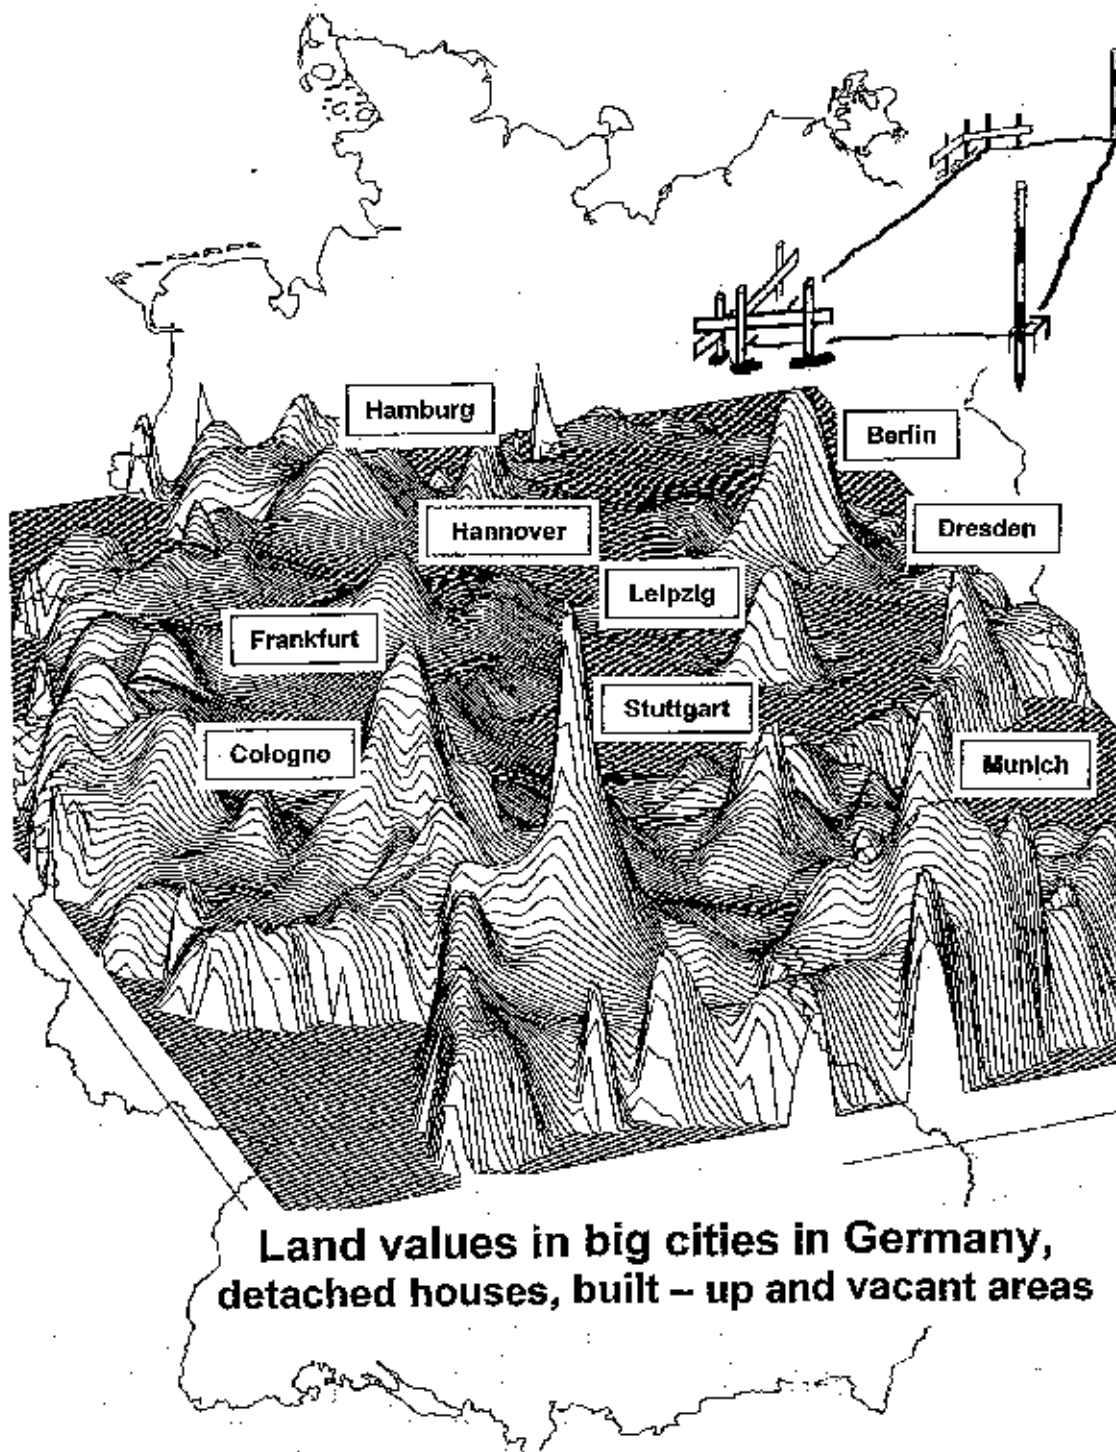 Hamburg
Berlin
Hannover
Dresden
Leipzig
Frankfurt
Stuttgart
Cologno
Munich
Land values in big cities in Germany,
detached houses, built – up and vacant areas